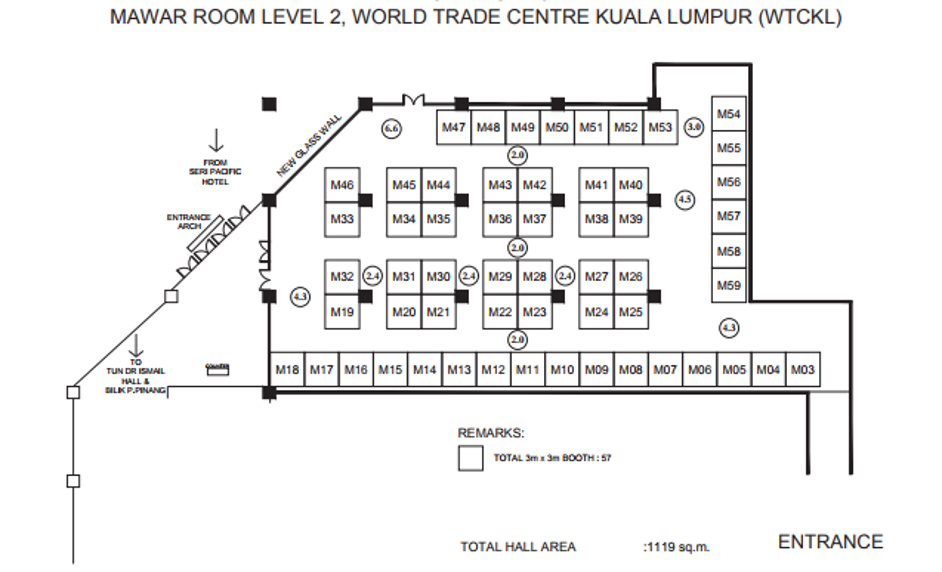 MAWAR ROOM LEVEL 2, WORLD TRADE CENTRE KUALA LUMPUR (WTCKL)
M54
6.6
M47 M48 M49 M50 M51 M52 M53
3.0
NEW GLASS WALL
M55
FROM
SERI PACIFIC
HOTEL
2.0
M46 M45 M44 M43 M42 M41 M40
M56
4.5
ENTRANCE
ARCH
M33 M34 M35 M36 M37 M38 M39
M57
2.0
M58
M32 2.4 M31 M30 2.4 M29 M28 2.4 M27 M26
M59
4.3
M19 M20 M21 M22 M23 M24 M25
4.3
2.0
TO
TUN DR ISMAIL
HALL &
BILIK P.PINANG
COUNTER
M18 M17 M16 M15 M14 M13 M12 M11 M10 M09 M08 M07 M06 M05 M04 M03
REMARKS:
TOTAL 3m x 3m BOOTH : 57
TOTAL HALL AREA :1119 sq.m.
ENTRANCE